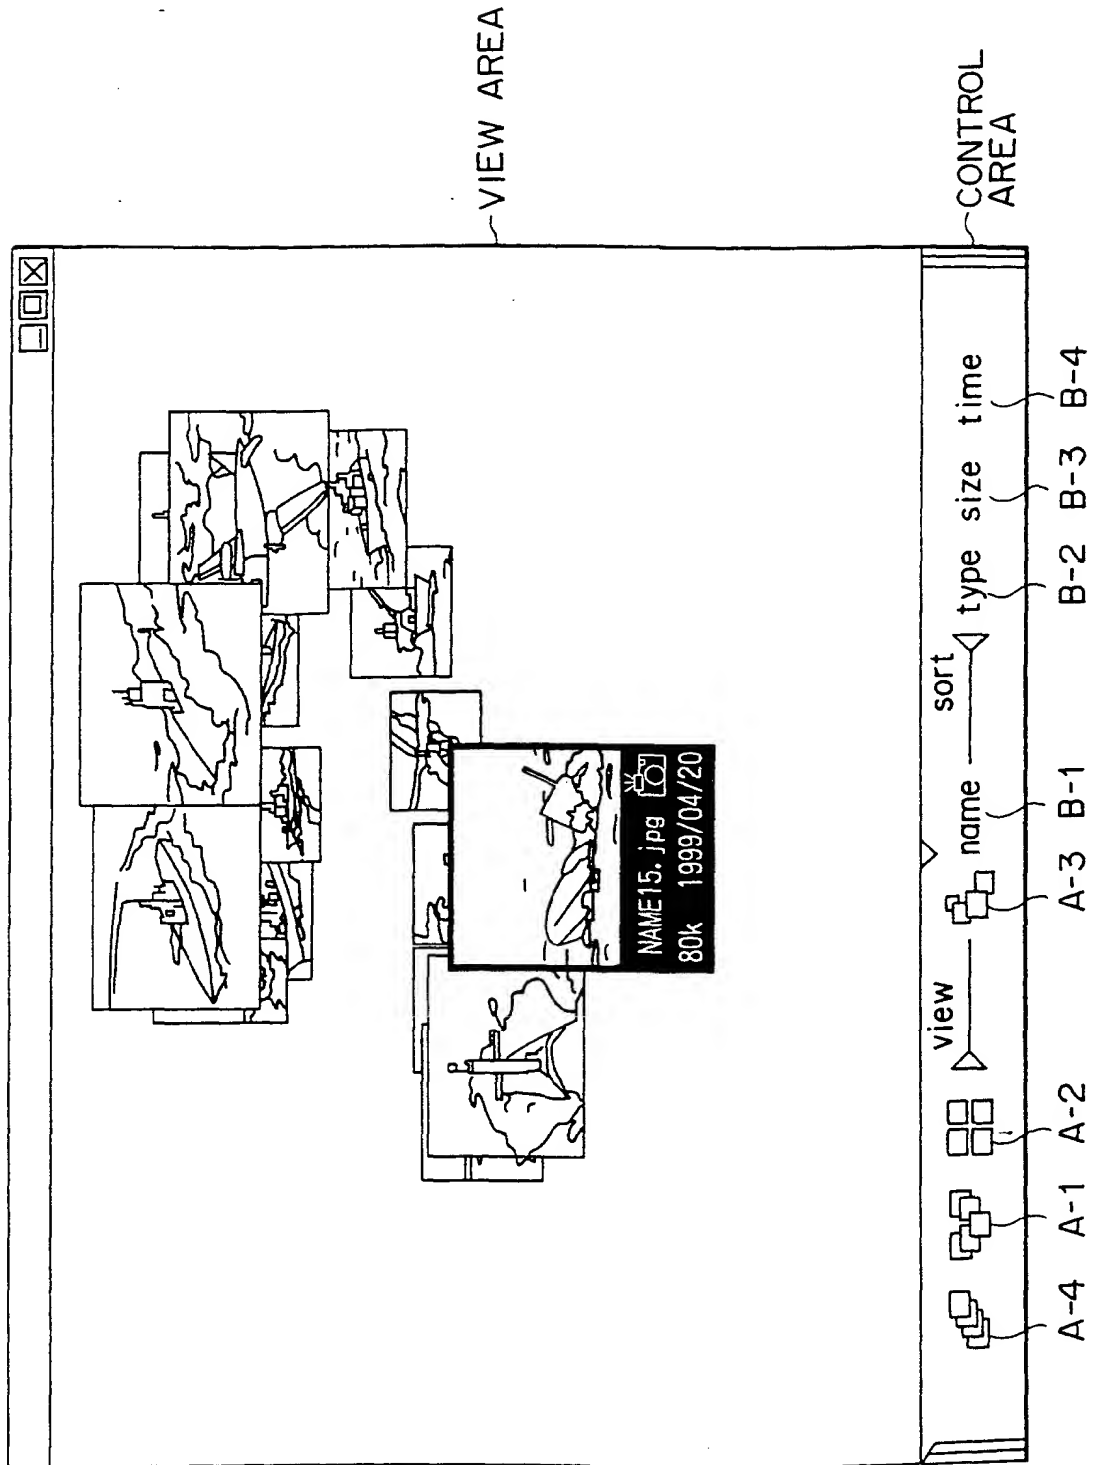 VIEW AREA
NAME15.jpg
80k 1999/04/20
view
sort
name
type
size
time
CONTROL
AREA
A-4
A-1
A-2
A-3
B-1
B-2
B-3
B-4